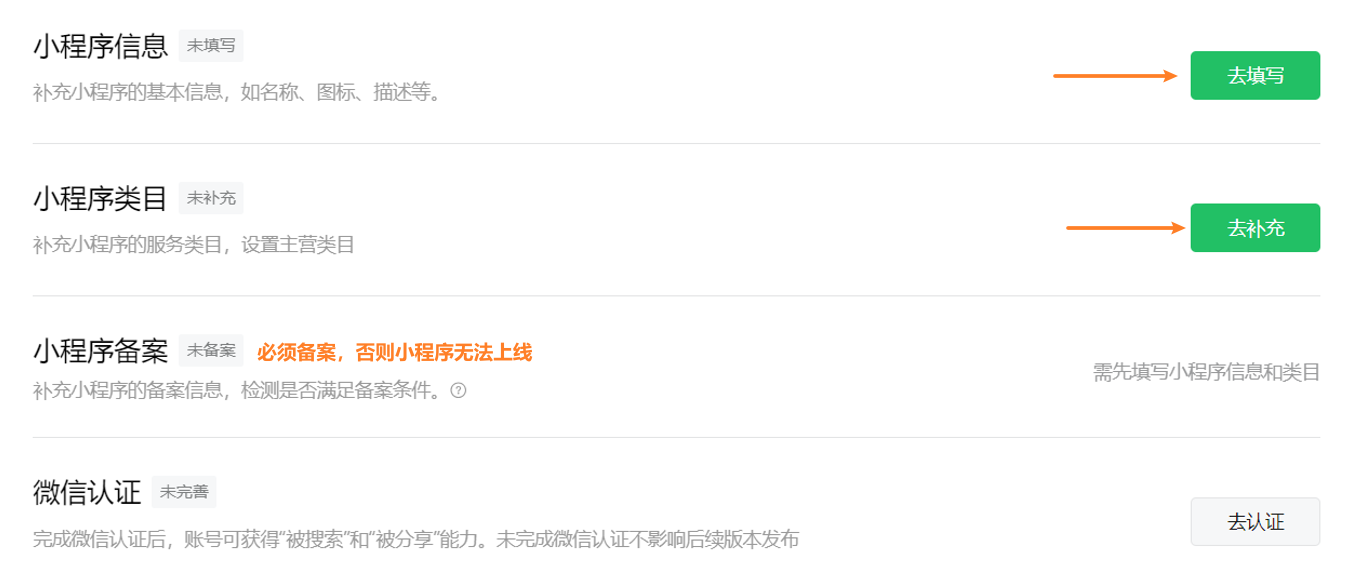 小程序信息 未填写
补充小程序的基本信息，如名称、图标、描述等。
去填写
小程序类目 未补充
补充小程序的服务类目，设置主营类目
去补充
小程序备案 未备案 必须备案，否则小程序无法上线
补充小程序的备案信息，检测是否满足备案条件。?
需先填写小程序信息和类目
微信认证 未完善
完成微信认证后，账号可获得“被搜索”和“被分享”能力。未完成微信认证不影响后续版本发布
去认证